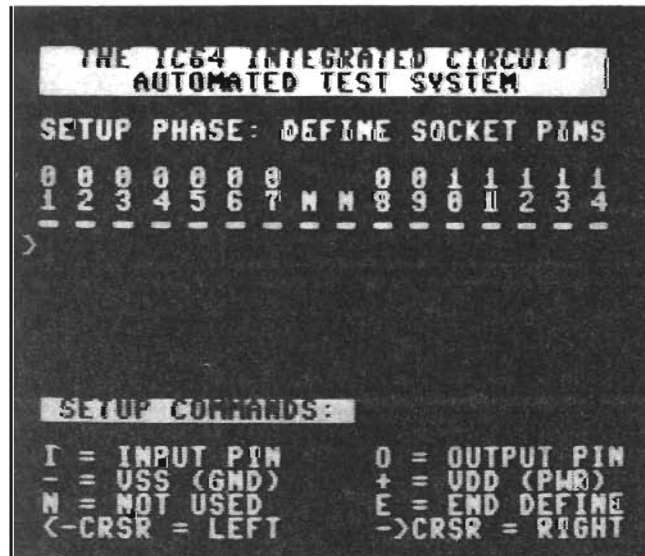 THE IC64 INTEGRATED CIRCUIT
AUTOMATED TEST SYSTEM
SETUP PHASE: DEFINE SOCKET PINS
0 0 0 0 0 0 0 0 0 1 1 1 1 1
1 2 3 4 5 6 7 N N 8 9 0 1 2 3 4
- - - - - - - - - - - - - - - -
>
SETUP COMMANDS:
I = INPUT PIN O = OUTPUT PIN
- = VSS (GND) + = VDD (PWR)
N = NOT USED E = END DEFINE
<-CRSR = LEFT ->CRSR = RIGHT